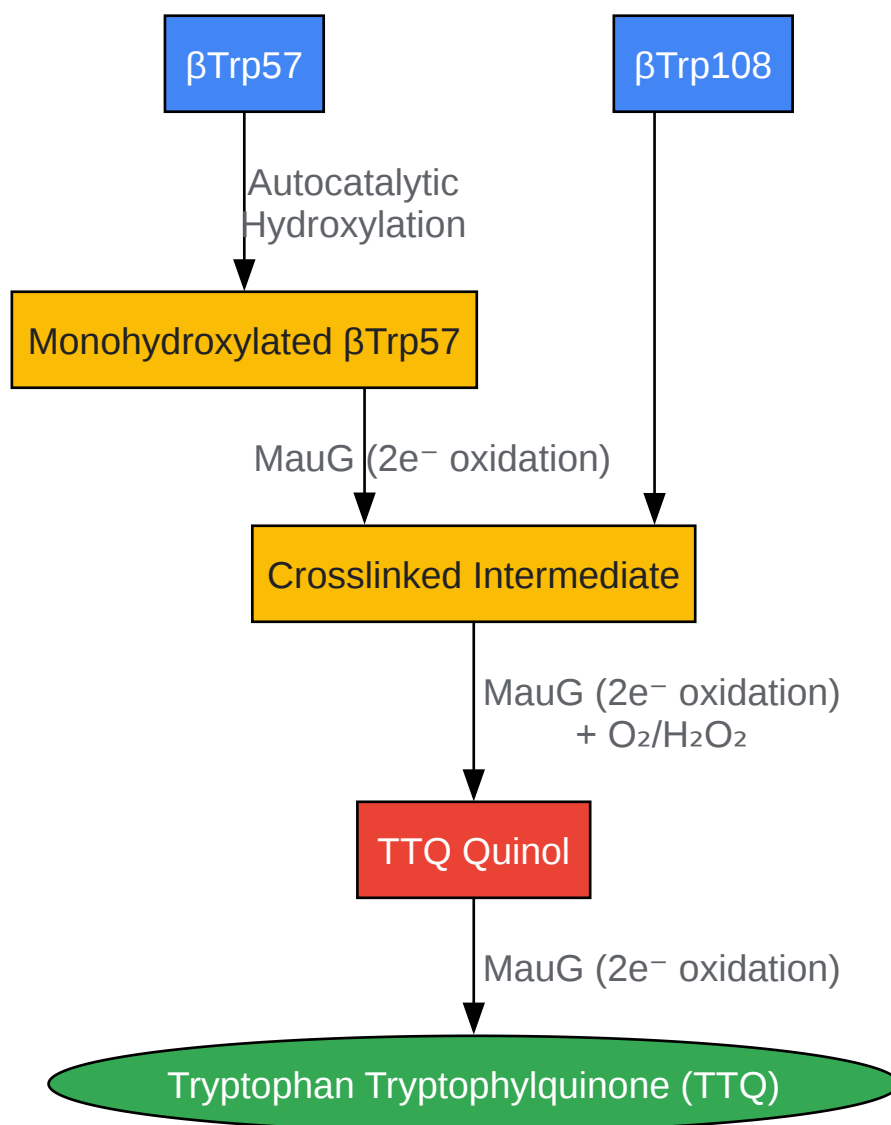 βTrp57
βTrp108
Autocatalytic
Hydroxylation
Monohydroxylated βTrp57
MauG (2e⁻ oxidation)
Crosslinked Intermediate
MauG (2e⁻ oxidation)
+ O₂/H₂O₂
TTQ Quinol
MauG (2e⁻ oxidation)
Tryptophan Tryptophylquinone (TTQ)